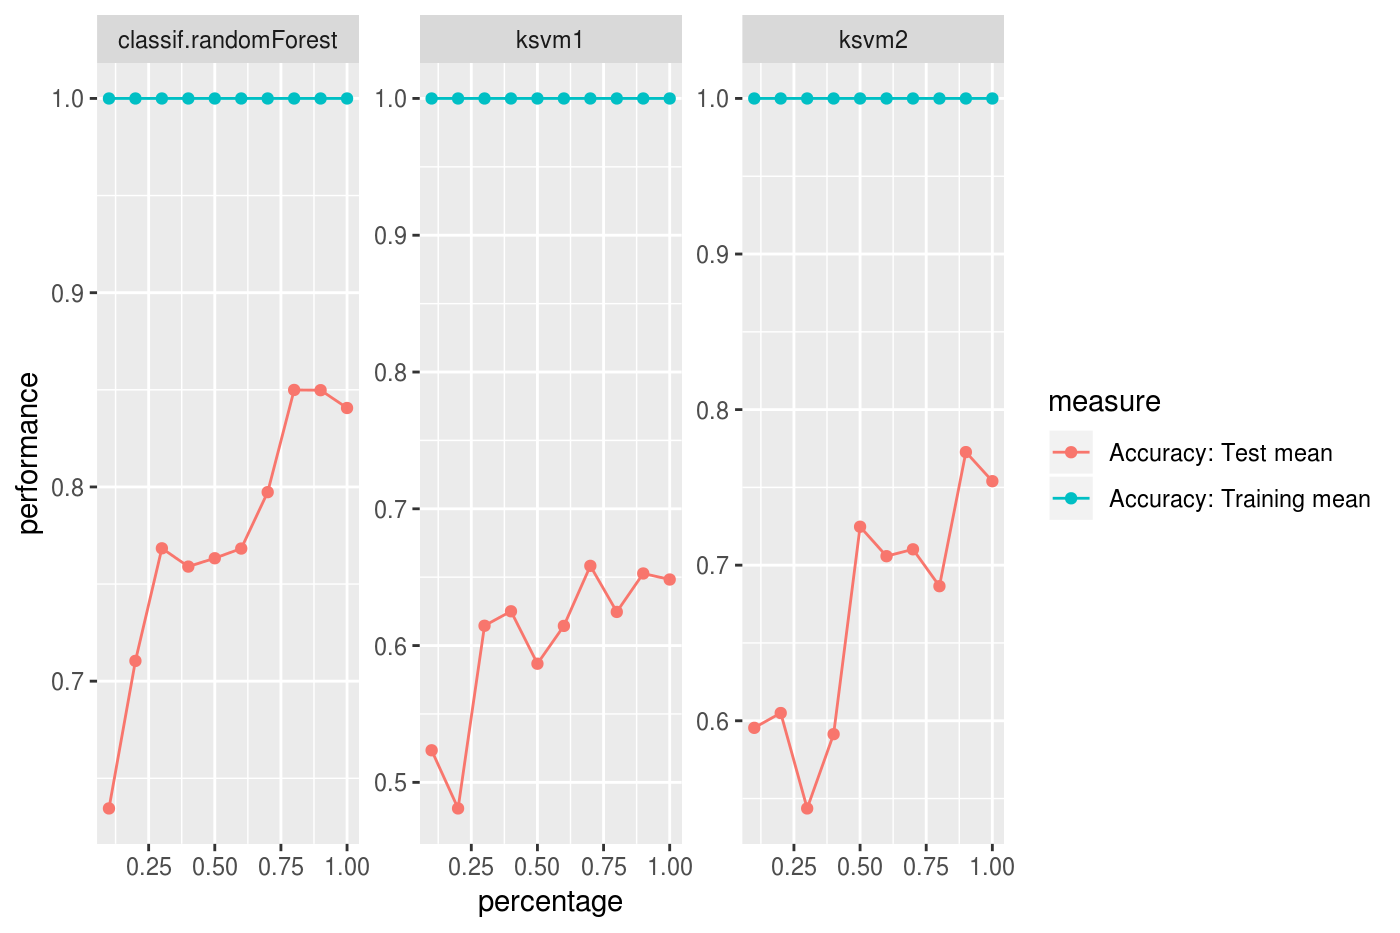 classif.randomForest
ksvm1
ksvm2
performance
1.0
0.9
0.8
0.7
1.0
0.9
0.8
0.7
0.6
0.5
1.0
0.9
0.8
0.7
0.6
0.25 0.50 0.75 1.00
0.25 0.50 0.75 1.00
0.25 0.50 0.75 1.00
percentage
measure
Accuracy: Test mean
Accuracy: Training mean